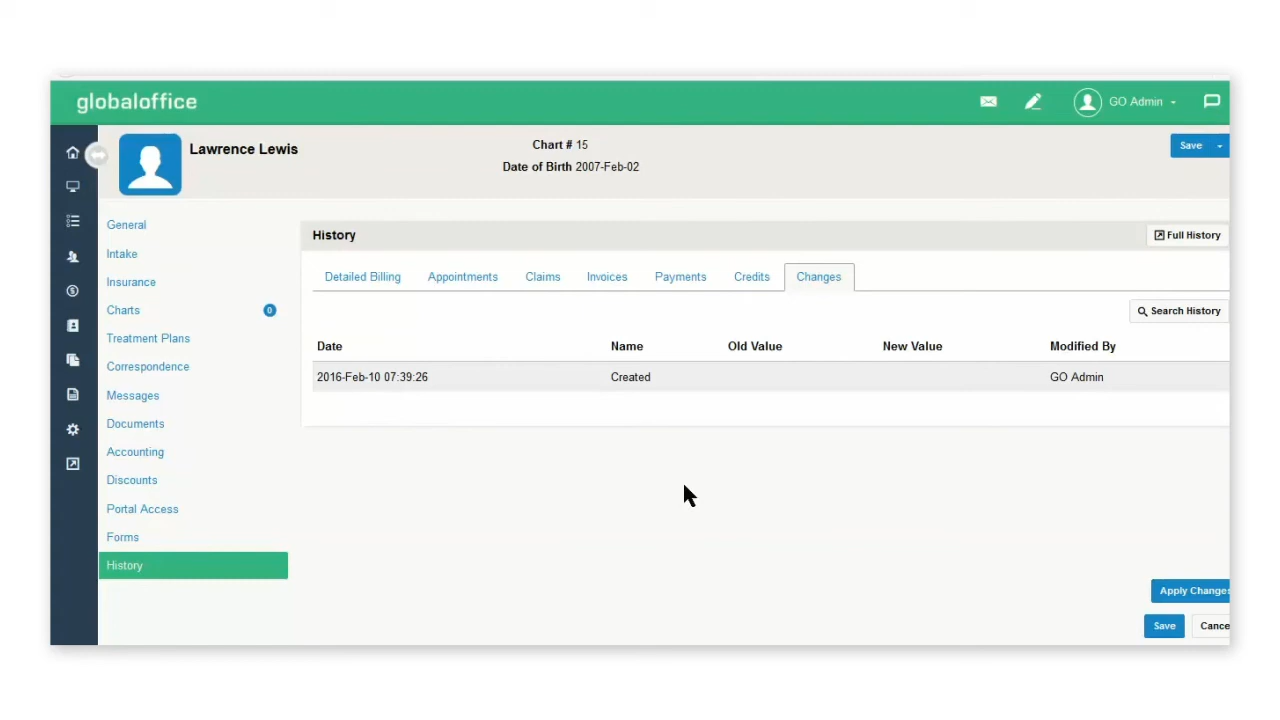 globaloffice
GO Admin
Lawrence Lewis
Chart # 15
Date of Birth 2007-Feb-02
Save
General
Intake
Insurance
Charts 0
Treatment Plans
Correspondence
Messages
Documents
Accounting
Discounts
Portal Access
Forms
History
History
Full History
Detailed Billing Appointments Claims Invoices Payments Credits Changes
Search History
Date Name Old Value New Value Modified By
2016-Feb-10 07:39:26 Created GO Admin
Apply Changes
Save Cance